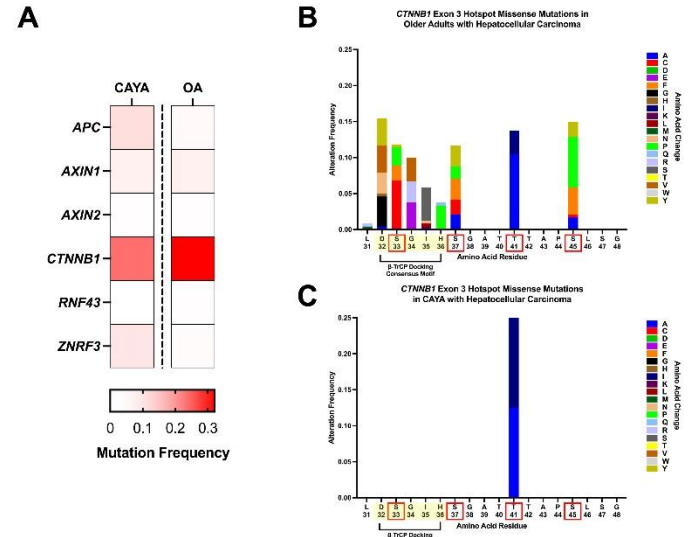 A
CAYA OA
APC
AXIN1
AXIN2
CTNNB1
RNF43
ZNRF3
0 0.1 0.2 0.3
Mutation Frequency
B
CTNNB1 Exon 3 Hotspot Missense Mutations in
Older Adults with Hepatocellular Carcinoma
Alteration Frequency
0.25
0.20
0.15
0.10
0.05
0.00
L D S G I H S G A T T T A P S L S G
31 32 33 34 35 36 37 38 39 40 41 42 43 44 45 46 47 48
Amino Acid Residue
β-TrCP Docking
Consensus Motif
A
C
D
E
F
G
H
I
K
L
M
N
P
Q
R
S
T
V
W
Y
Amino Acid Change
C
CTNNB1 Exon 3 Hotspot Missense Mutations
in CAYA with Hepatocellular Carcinoma
Alteration Frequency
0.25
0.20
0.15
0.10
0.05
0.00
L D S G I H S G A T T T A P S L S G
31 32 33 34 35 36 37 38 39 40 41 42 43 44 45 46 47 48
Amino Acid Residue
β TrCP Docking
A
C
D
E
F
G
H
I
K
L
M
N
P
Q
R
S
T
V
W
Y
Amino Acid Change